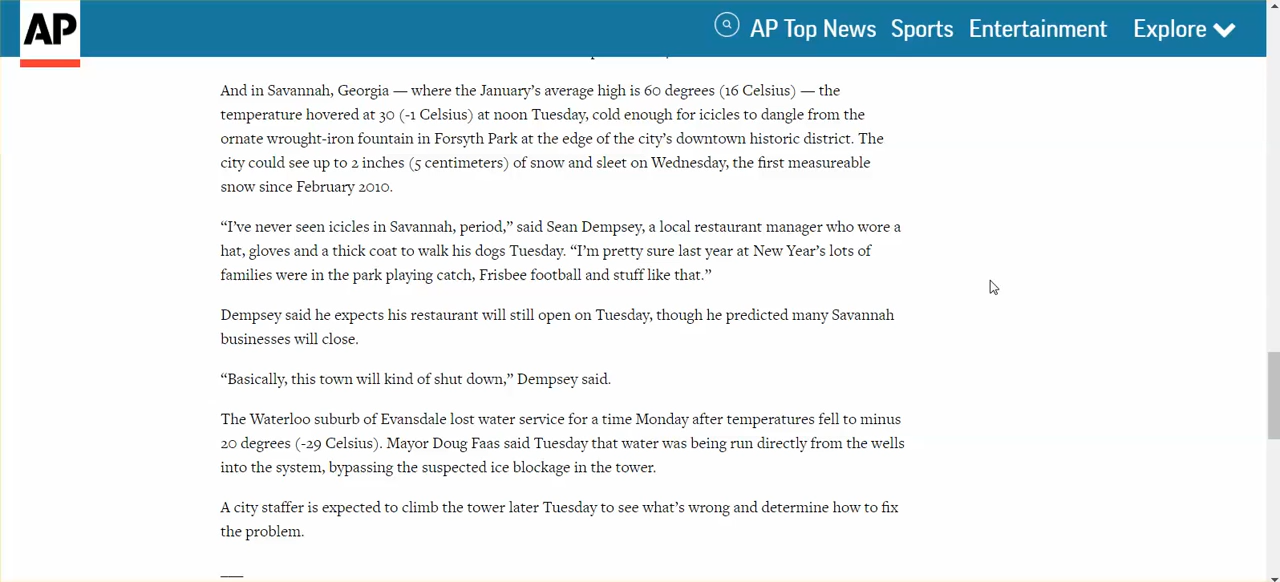 AP
AP Top News Sports Entertainment Explore
And in Savannah, Georgia — where the January’s average high is 60 degrees (16 Celsius) — the
temperature hovered at 30 (-1 Celsius) at noon Tuesday, cold enough for icicles to dangle from the
ornate wrought-iron fountain in Forsyth Park at the edge of the city’s downtown historic district. The
city could see up to 2 inches (5 centimeters) of snow and sleet on Wednesday, the first measureable
snow since February 2010.
“I’ve never seen icicles in Savannah, period,” said Sean Dempsey, a local restaurant manager who wore a
hat, gloves and a thick coat to walk his dogs Tuesday. “I’m pretty sure last year at New Year’s lots of
families were in the park playing catch, Frisbee football and stuff like that.”
Dempsey said he expects his restaurant will still open on Tuesday, though he predicted many Savannah
businesses will close.
“Basically, this town will kind of shut down,” Dempsey said.
The Waterloo suburb of Evansdale lost water service for a time Monday after temperatures fell to minus
20 degrees (-29 Celsius). Mayor Doug Faas said Tuesday that water was being run directly from the wells
into the system, bypassing the suspected ice blockage in the tower.
A city staffer is expected to climb the tower later Tuesday to see what’s wrong and determine how to fix
the problem.